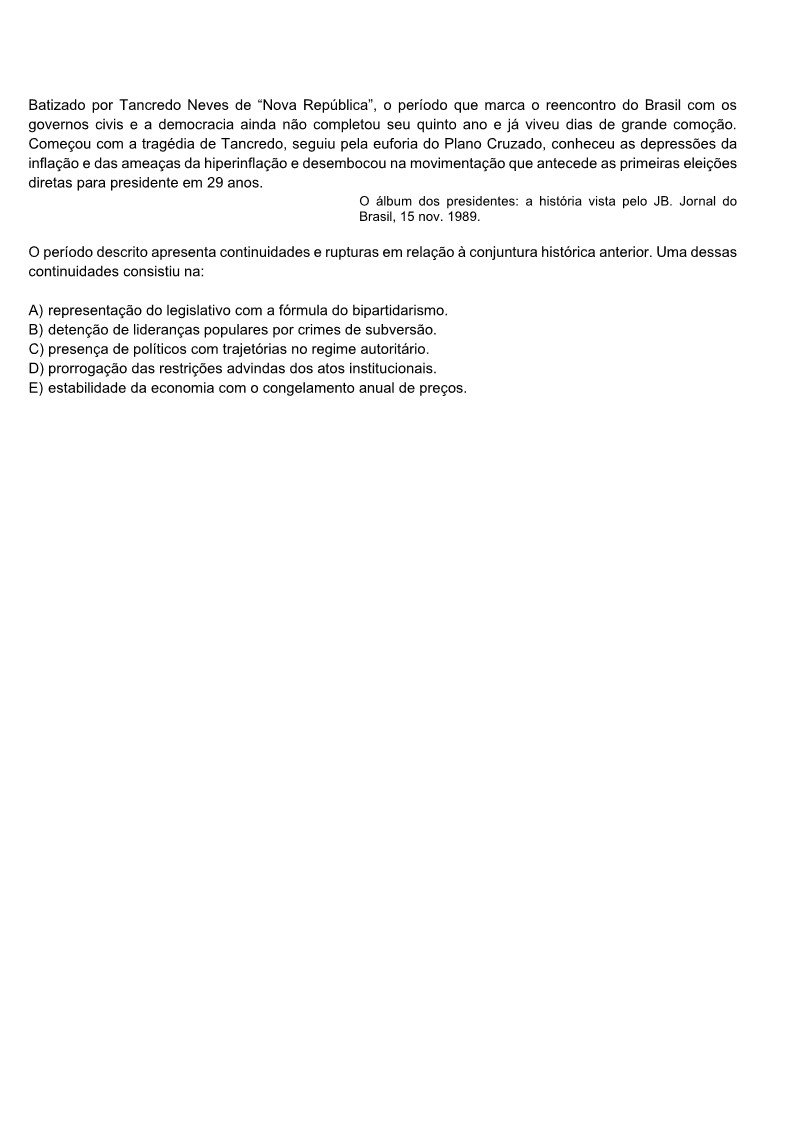 Batizado por Tancredo Neves de “Nova República”, o período que marca o reencontro do Brasil com os
governos civis e a democracia ainda não completou seu quinto ano e já viveu dias de grande comoção.
Começou com a tragédia de Tancredo, seguiu pela euforia do Plano Cruzado, conheceu as depressões da
inflação e das ameaças da hiperinflação e desembocou na movimentação que antecede as primeiras eleições
diretas para presidente em 29 anos.
O álbum dos presidentes: a história vista pelo JB. Jornal do
Brasil, 15 nov. 1989.
O período descrito apresenta continuidades e rupturas em relação à conjuntura histórica anterior. Uma dessas
continuidades consistiu na:
A) representação do legislativo com a fórmula do bipartidarismo.
B) detenção de lideranças populares por crimes de subversão.
C) presença de políticos com trajetórias no regime autoritário.
D) prorrogação das restrições advindas dos atos institucionais.
E) estabilidade da economia com o congelamento anual de preços.